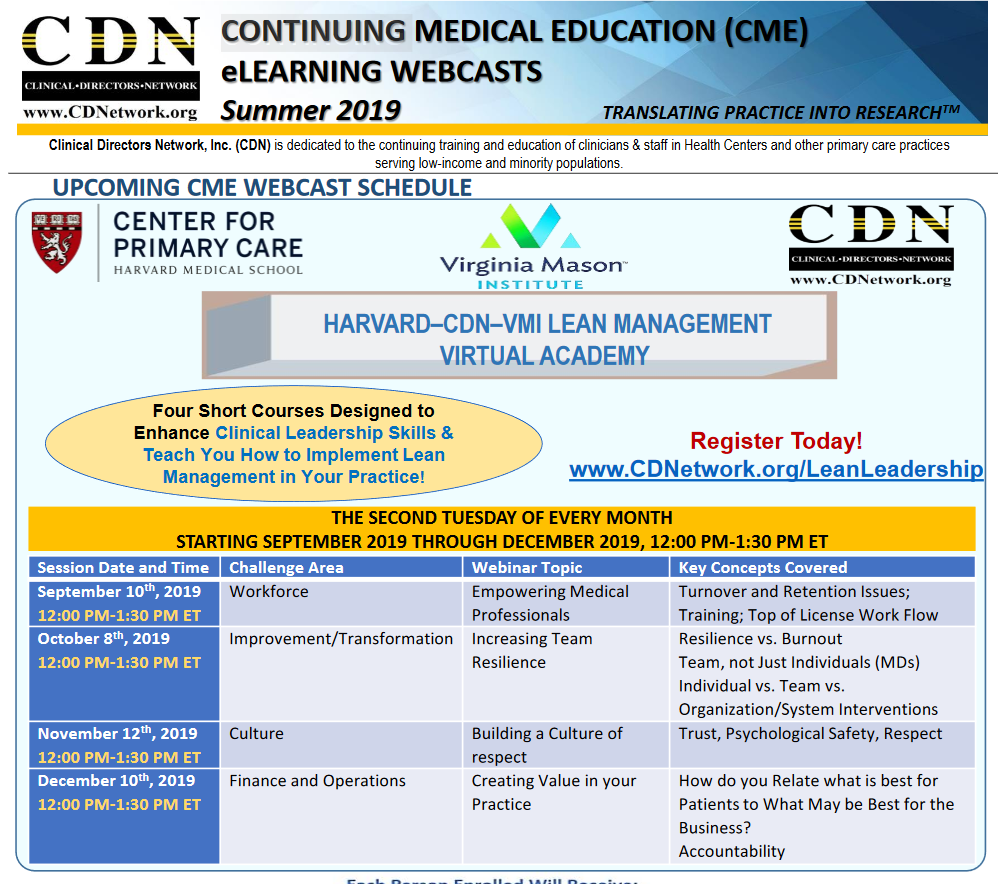 CDN
CLINICAL•DIRECTORS•NETWORK
www.CDNetwork.org
CONTINUING MEDICAL EDUCATION (CME)
eLEARNING WEBCASTS
Summer 2019
TRANSLATING PRACTICE INTO RESEARCH™
Clinical Directors Network, Inc. (CDN) is dedicated to the continuing training and education of clinicians & staff in Health Centers and other primary care practices
serving low-income and minority populations.
UPCOMING CME WEBCAST SCHEDULE
CENTER FOR
PRIMARY CARE
HARVARD MEDICAL SCHOOL
Virginia Mason™
INSTITUTE
CDN
CLINICAL•DIRECTORS•NETWORK
www.CDNetwork.org
HARVARD–CDN–VMI LEAN MANAGEMENT
VIRTUAL ACADEMY
Four Short Courses Designed to
Enhance Clinical Leadership Skills &
Teach You How to Implement Lean
Management in Your Practice!
Register Today!
www.CDNetwork.org/LeanLeadership
THE SECOND TUESDAY OF EVERY MONTH
STARTING SEPTEMBER 2019 THROUGH DECEMBER 2019, 12:00 PM-1:30 PM ET
Session Date and Time Challenge Area Webinar Topic Key Concepts Covered
September 10th, 2019 Workforce Empowering Medical Turnover and Retention Issues;
12:00 PM-1:30 PM ET Professionals Training; Top of License Work Flow
October 8th, 2019 Improvement/Transformation Increasing Team Resilience vs. Burnout
12:00 PM-1:30 PM ET Resilience Team, not Just Individuals (MDs)
Individual vs. Team vs.
Organization/System Interventions
November 12th, 2019 Culture Building a Culture of Trust, Psychological Safety, Respect
12:00 PM-1:30 PM ET respect
December 10th, 2019 Finance and Operations Creating Value in your How do you Relate what is best for
12:00 PM-1:30 PM ET Practice Patients to What May be Best for the
Business?
Accountability
Each Person Enrolled Will Receive: